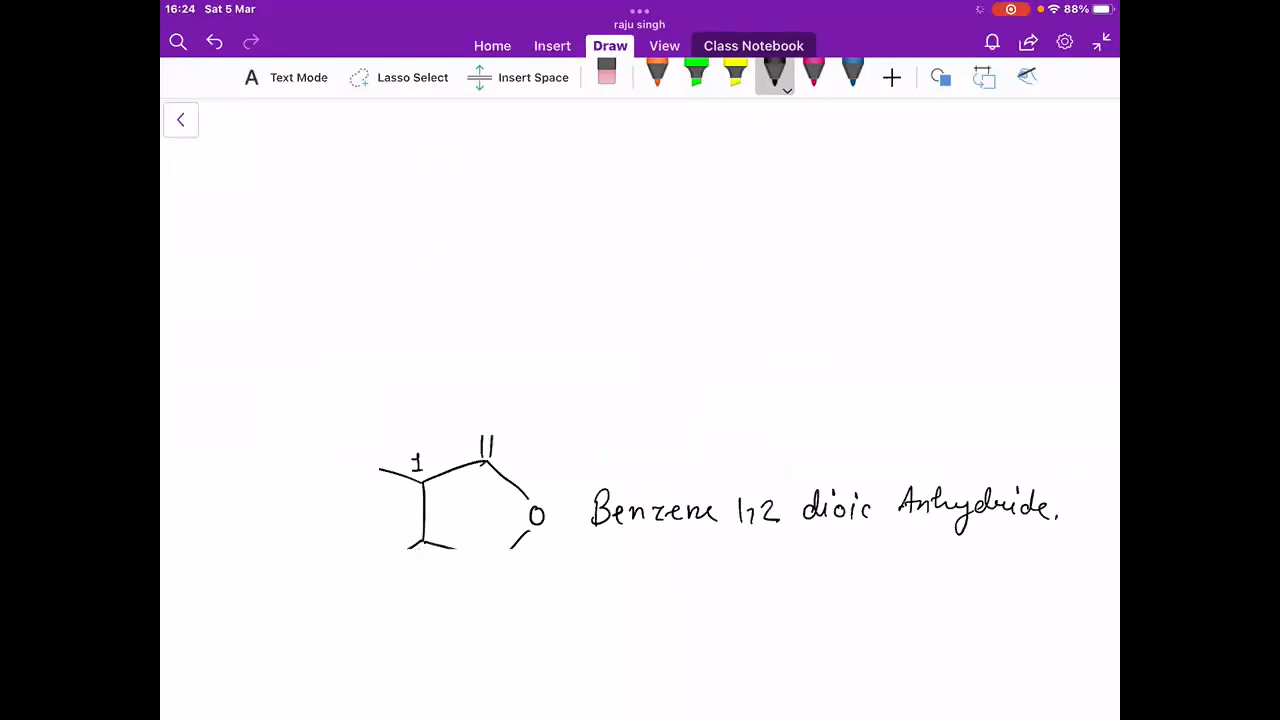 16:24 Sat 5 Mar
88%
raju singh
Home Insert Draw View Class Notebook
A Text Mode Lasso Select Insert Space
1
O Benzene 1,2 dioic Anhydride.